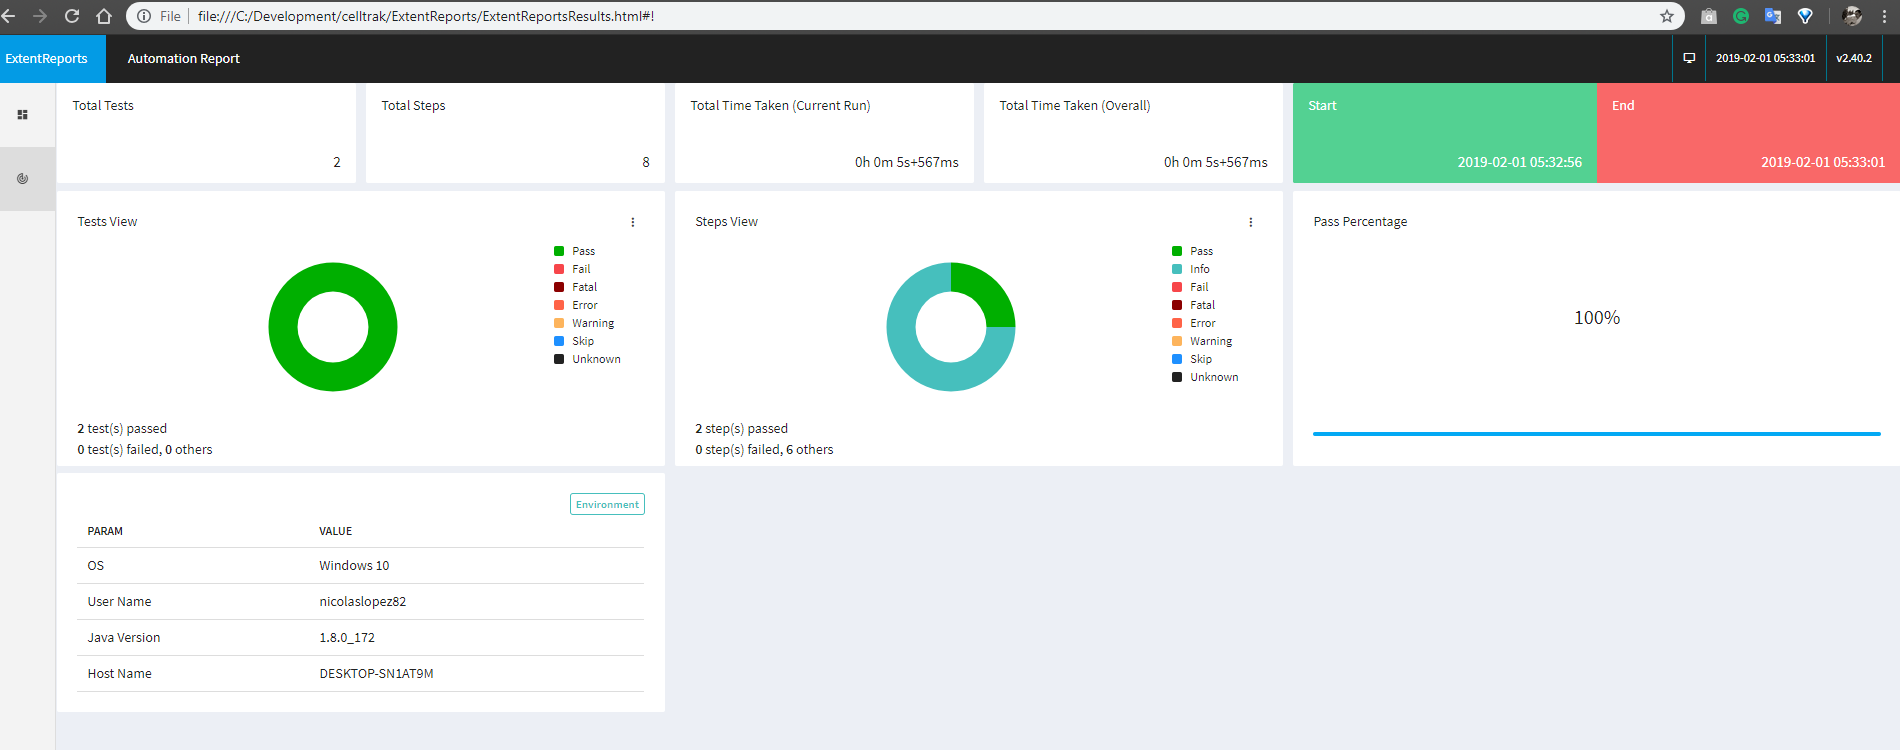 File file:///C:/Development/celltrak/ExtentReports/ExtentReportsResults.html#!
ExtentReports Automation Report 2019-02-01 05:33:01 v2.40.2
Total Tests
2
Total Steps
8
Total Time Taken (Current Run)
0h 0m 5s+567ms
Total Time Taken (Overall)
0h 0m 5s+567ms
Start
2019-02-01 05:32:56
End
2019-02-01 05:33:01
Tests View
Pass
Fail
Fatal
Error
Warning
Skip
Unknown
2 test(s) passed
0 test(s) failed, 0 others
Steps View
Pass
Info
Fail
Fatal
Error
Warning
Skip
Unknown
2 step(s) passed
0 step(s) failed, 6 others
Pass Percentage
100%
Environment
PARAM VALUE
OS Windows 10
User Name nicolaslopez82
Java Version 1.8.0_172
Host Name DESKTOP-SN1AT9M